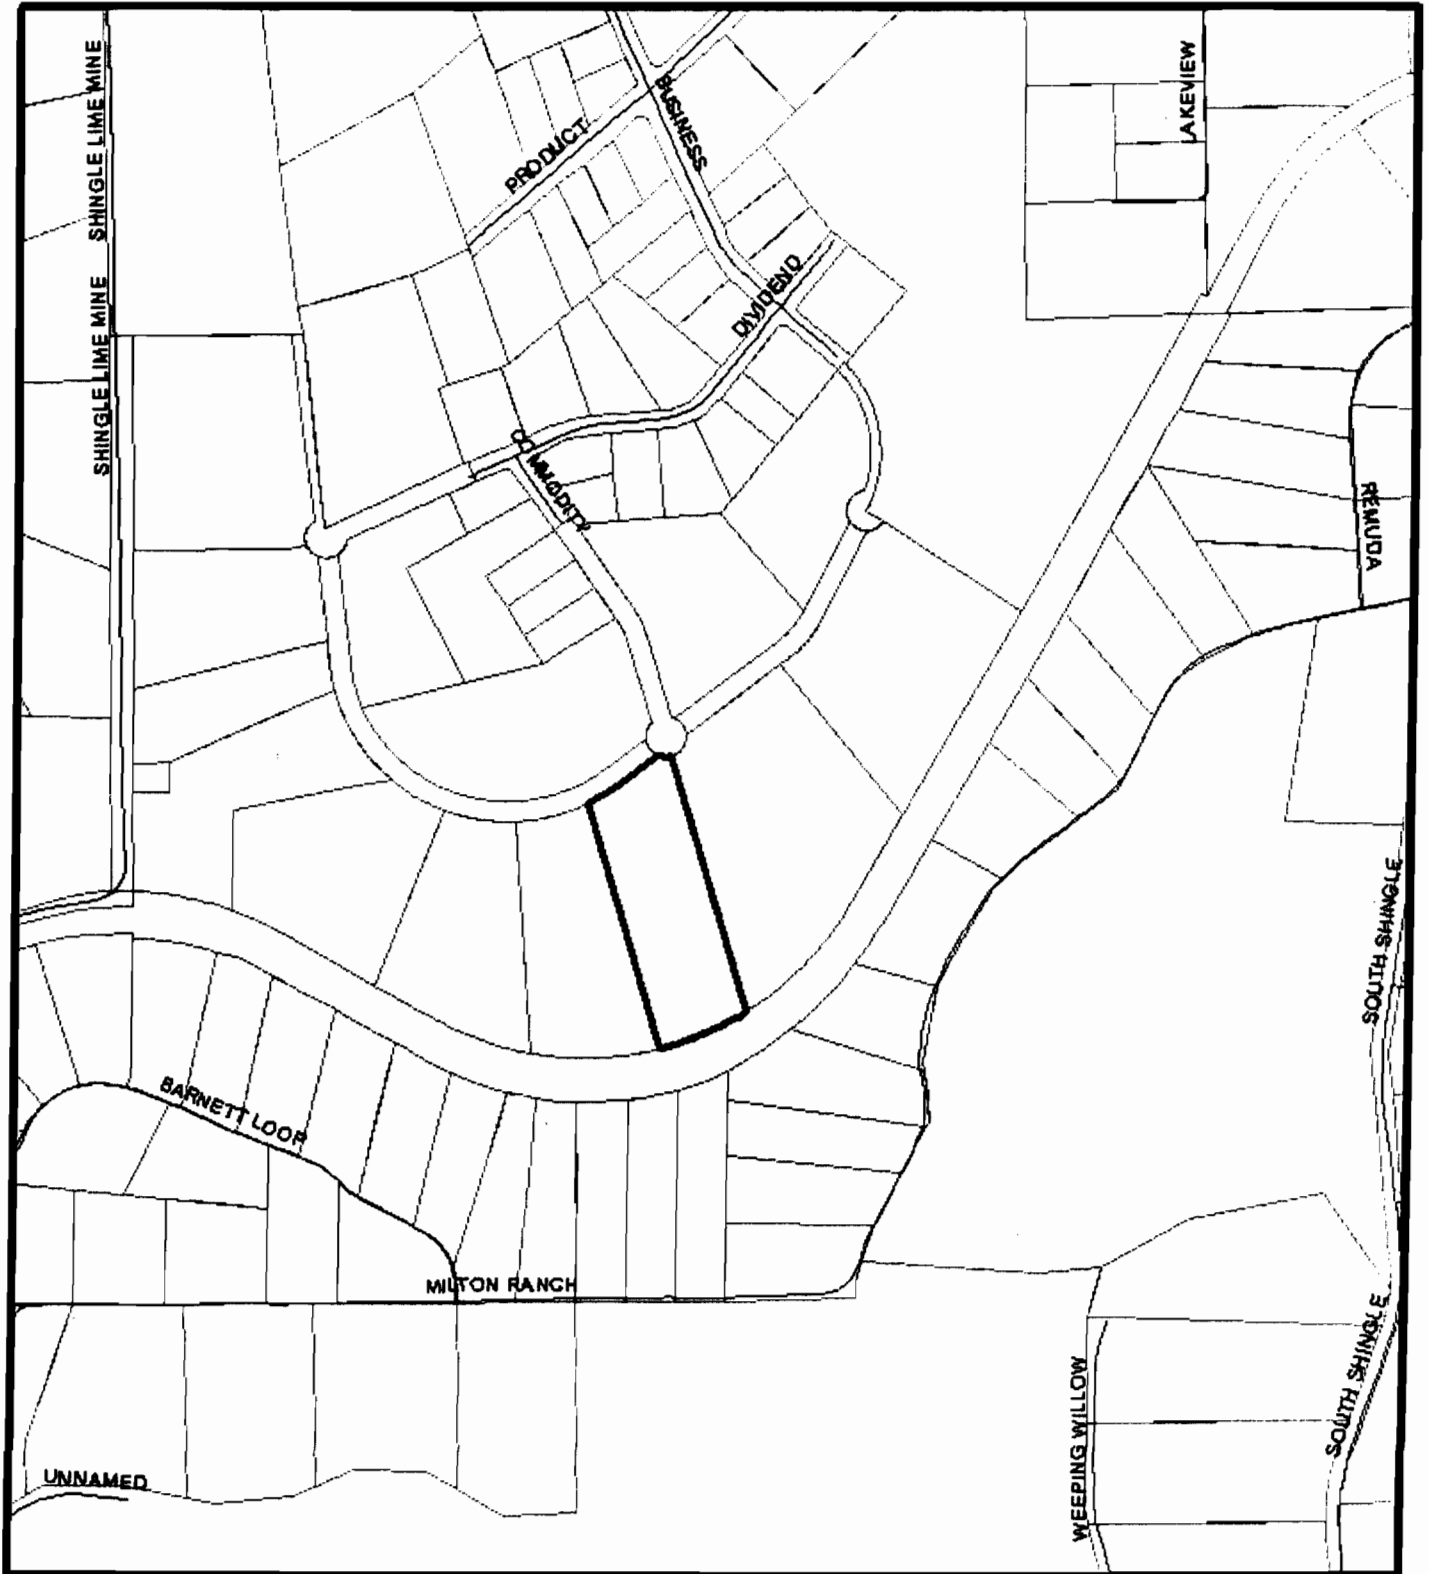 SHINGLE LIME MINE
SHINGLE LIME MINE
PRODUCT
BUSINESS
LAKEVIEW
DIVIDEND
COMMODITY
REMUDA
SOUTH SHINGLE
BARNETT LOOP
MILTON RANCH
SOUTH SHINGLE
WEEPING WILLOW
UNNAMED